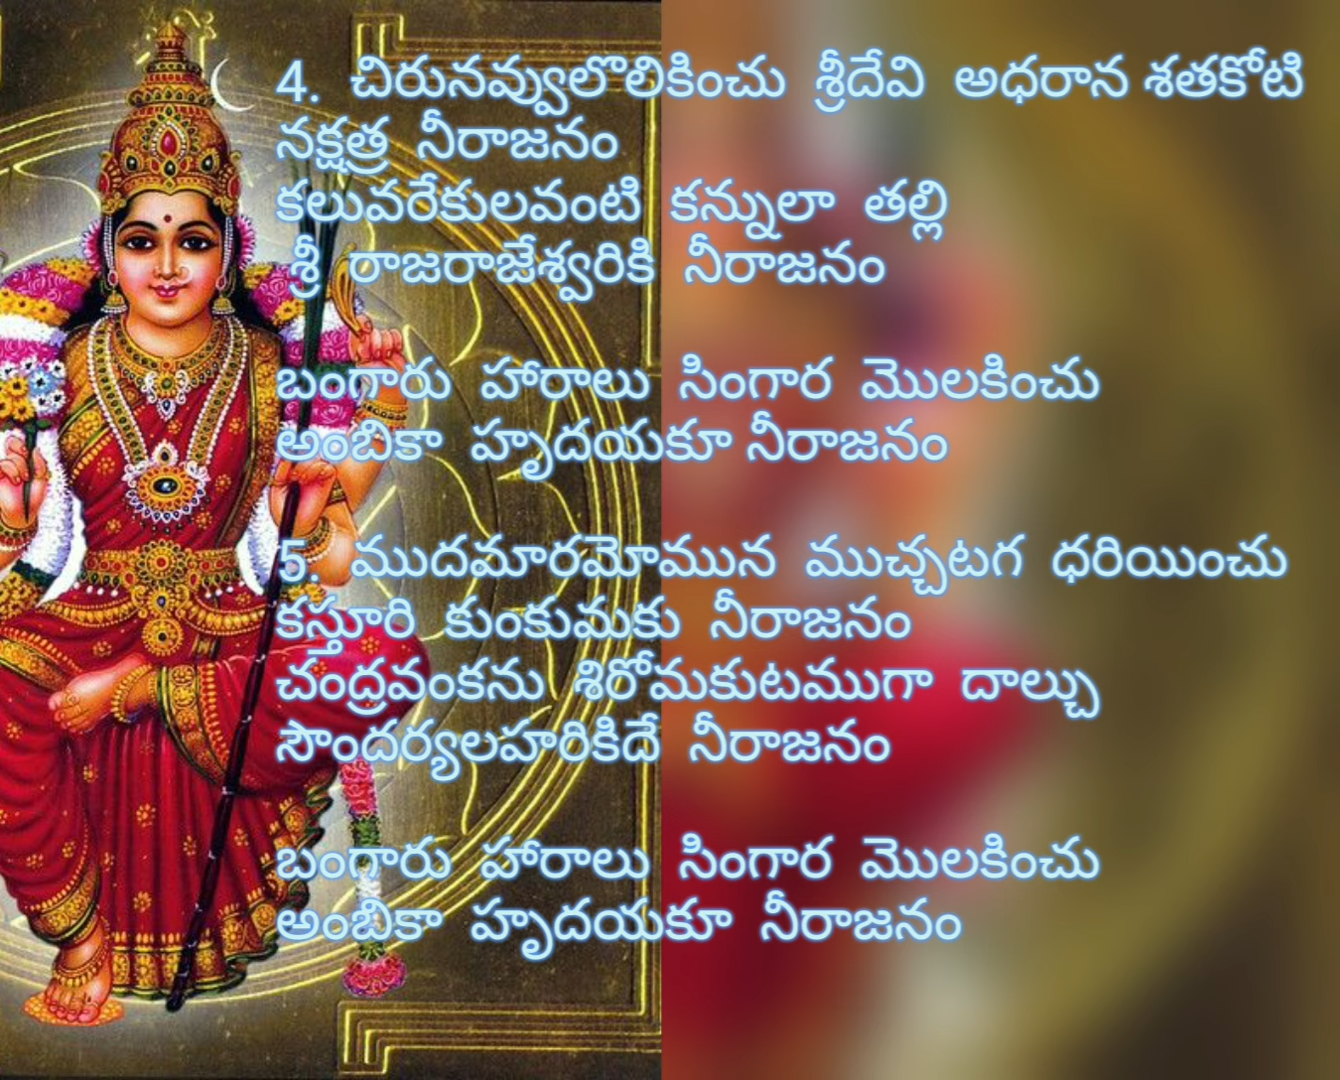 4. చిరునవ్వులొలికించు శ్రీదేవి అధరాన శతకోటి
నక్షత్ర నీరాజనం
కలువరేకులవంటి కన్నులా తల్లి
శ్రీ రాజరాజేశ్వరికి నీరాజనం
బంగారు హారాలు సింగార మొలకించు
అంబికా హృదయకూ నీరాజనం
5. ముదమారమోమున ముచ్చటగ ధరియించు
కస్తూరి కుంకుమకు నీరాజనం
చంద్రవంకను శిరోమకుటముగా దాల్చు
సౌందర్యలహరికిదే నీరాజనం
బంగారు హారాలు సింగార మొలకించు
అంబికా హృదయకూ నీరాజనం